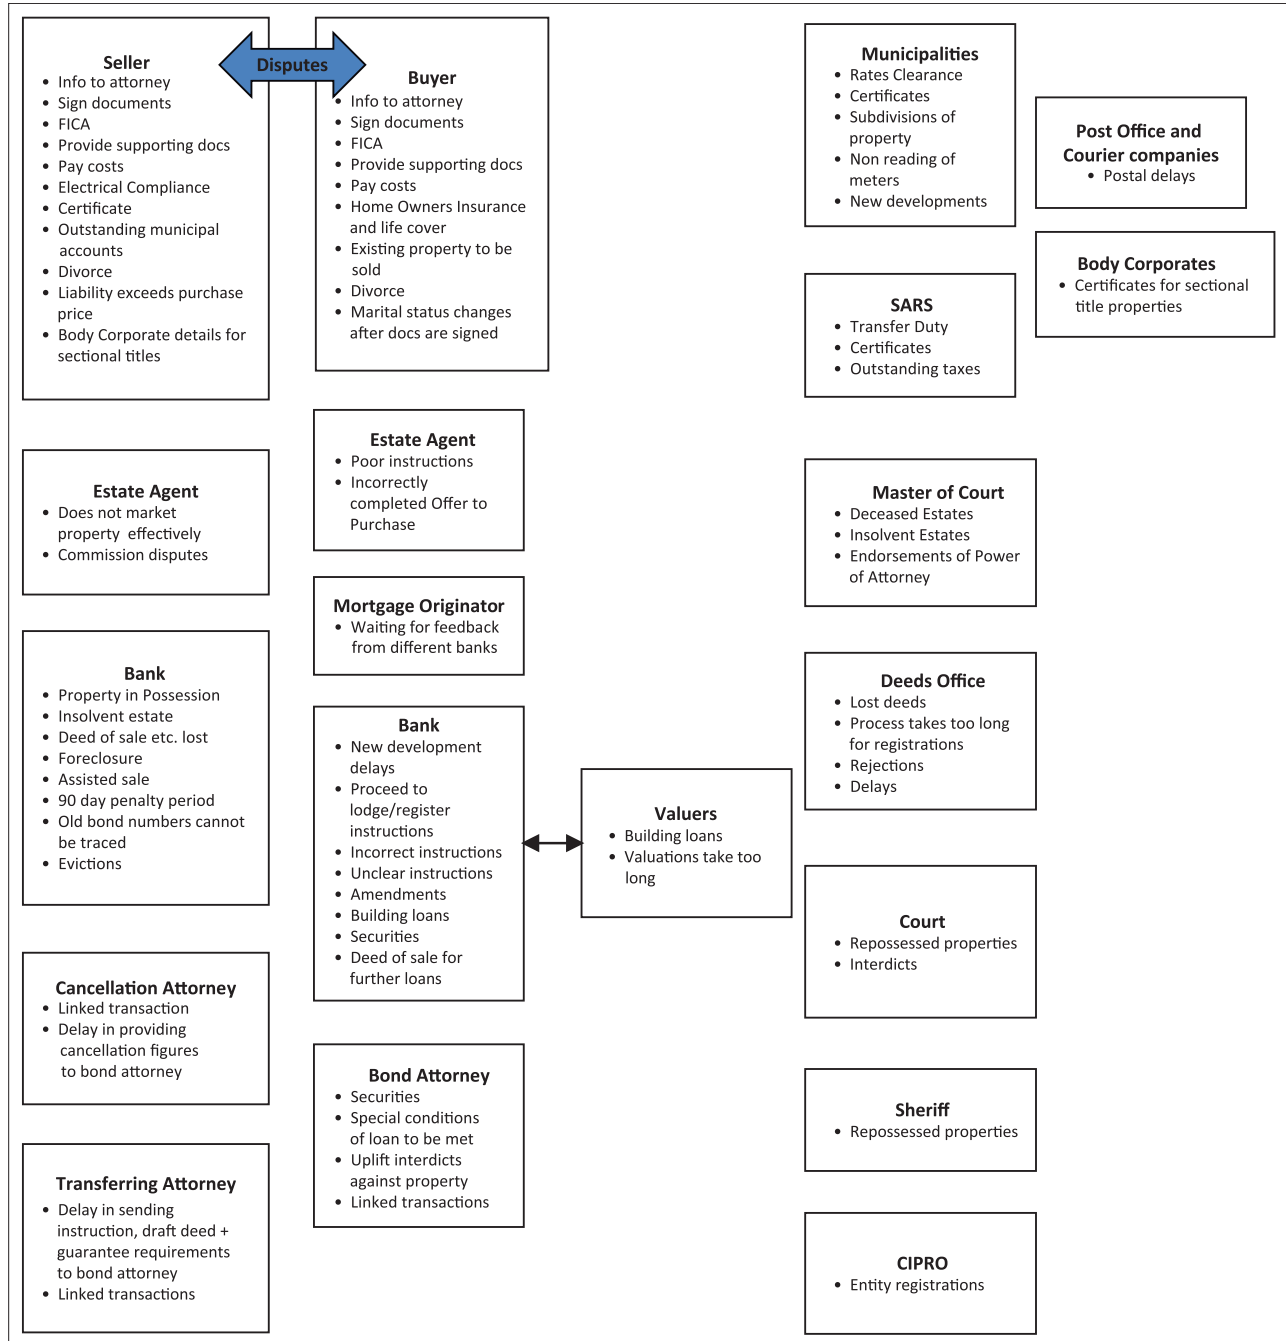 Seller
• Info to attorney
• Sign documents
• FICA
• Provide supporting docs
• Pay costs
• Electrical Compliance
• Certificate
• Outstanding municipal
accounts
• Divorce
• Liability exceeds purchase
price
• Body Corporate details for
sectional titles
Disputes
Buyer
• Info to attorney
• Sign documents
• FICA
• Provide supporting docs
• Pay costs
• Home Owners Insurance
and life cover
• Existing property to be
sold
• Divorce
• Marital status changes
after docs are signed
Estate Agent
• Does not market
property effectively
• Commission disputes
Bank
• Property in Possession
• Insolvent estate
• Deed of sale etc. lost
• Foreclosure
• Assisted sale
• 90 day penalty period
• Old bond numbers cannot
be traced
• Evictions
Cancellation Attorney
• Linked transaction
• Delay in providing
cancellation figures
to bond attorney
Transferring Attorney
• Delay in sending
instruction, draft deed +
guarantee requirements
to bond attorney
• Linked transactions
Estate Agent
• Poor instructions
• Incorrectly
completed Offer to
Purchase
Mortgage Originator
• Waiting for feedback
from different banks
Bank
• New development
delays
• Proceed to
lodge/register
instructions
• Incorrect instructions
• Unclear instructions
• Amendments
• Building loans
• Securities
• Deed of sale for
further loans
Bond Attorney
• Securities
• Special conditions
of loan to be met
• Uplift interdicts
against property
• Linked transactions
Valuers
• Building loans
• Valuations take too
long
Municipalities
• Rates Clearance
• Certificates
• Subdivisions of
property
• Non reading of
meters
• New developments
SARS
• Transfer Duty
• Certificates
• Outstanding taxes
Master of Court
• Deceased Estates
• Insolvent Estates
• Endorsements of Power
of Attorney
Deeds Office
• Lost deeds
• Process takes too long
for registrations
• Rejections
• Delays
Court
• Repossessed properties
• Interdicts
Sheriff
• Repossessed properties
CIPRO
• Entity registrations
Post Office and
Courier companies
• Postal delays
Body Corporates
• Certificates for sectional
title properties